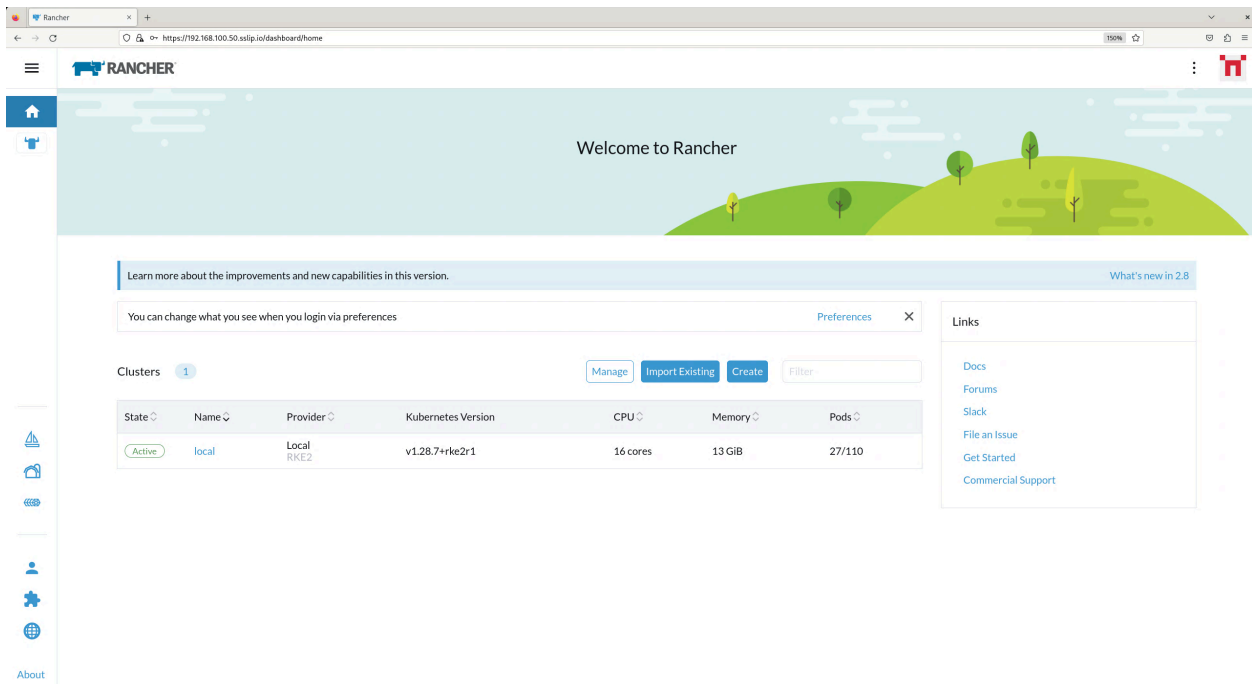 Rancher
https://192.168.100.50.sslip.io/dashboard/home
150%
RANCHER
Welcome to Rancher
Learn more about the improvements and new capabilities in this version.
What's new in 2.8
You can change what you see when you login via preferences
Preferences
Links
Clusters
1
Manage
Import Existing
Create
Filter
Docs
Forums
Slack
File an Issue
Get Started
Commercial Support
State
Name
Provider
Kubernetes Version
CPU
Memory
Pods
Active
local
Local
RKE2
v1.28.7+rke2r1
16 cores
13 GiB
27/110
About